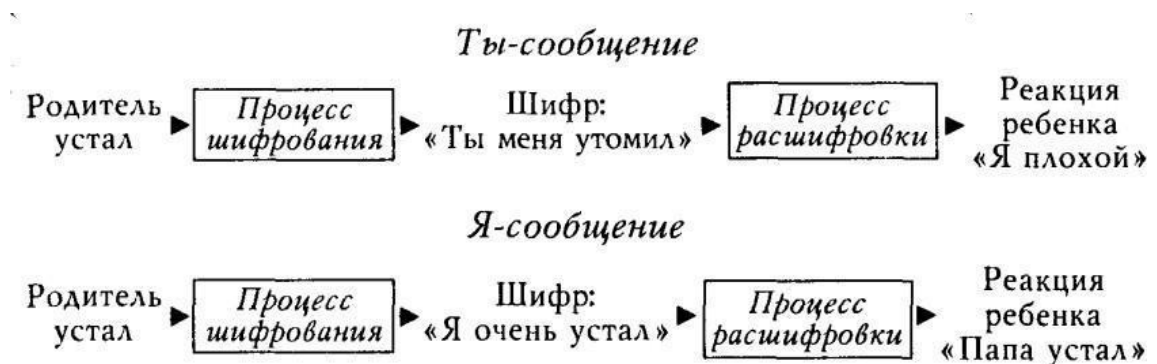 Ты-сообщение
Родитель
устал
Процесс
шифрования
Шифр:
«Ты меня утомил»
Процесс
расшифровки
Реакция
ребенка
«Я плохой»
Я-сообщение
Родитель
устал
Процесс
шифрования
Шифр:
«Я очень устал»
Процесс
расшифровки
Реакция
ребенка
«Папа устал»